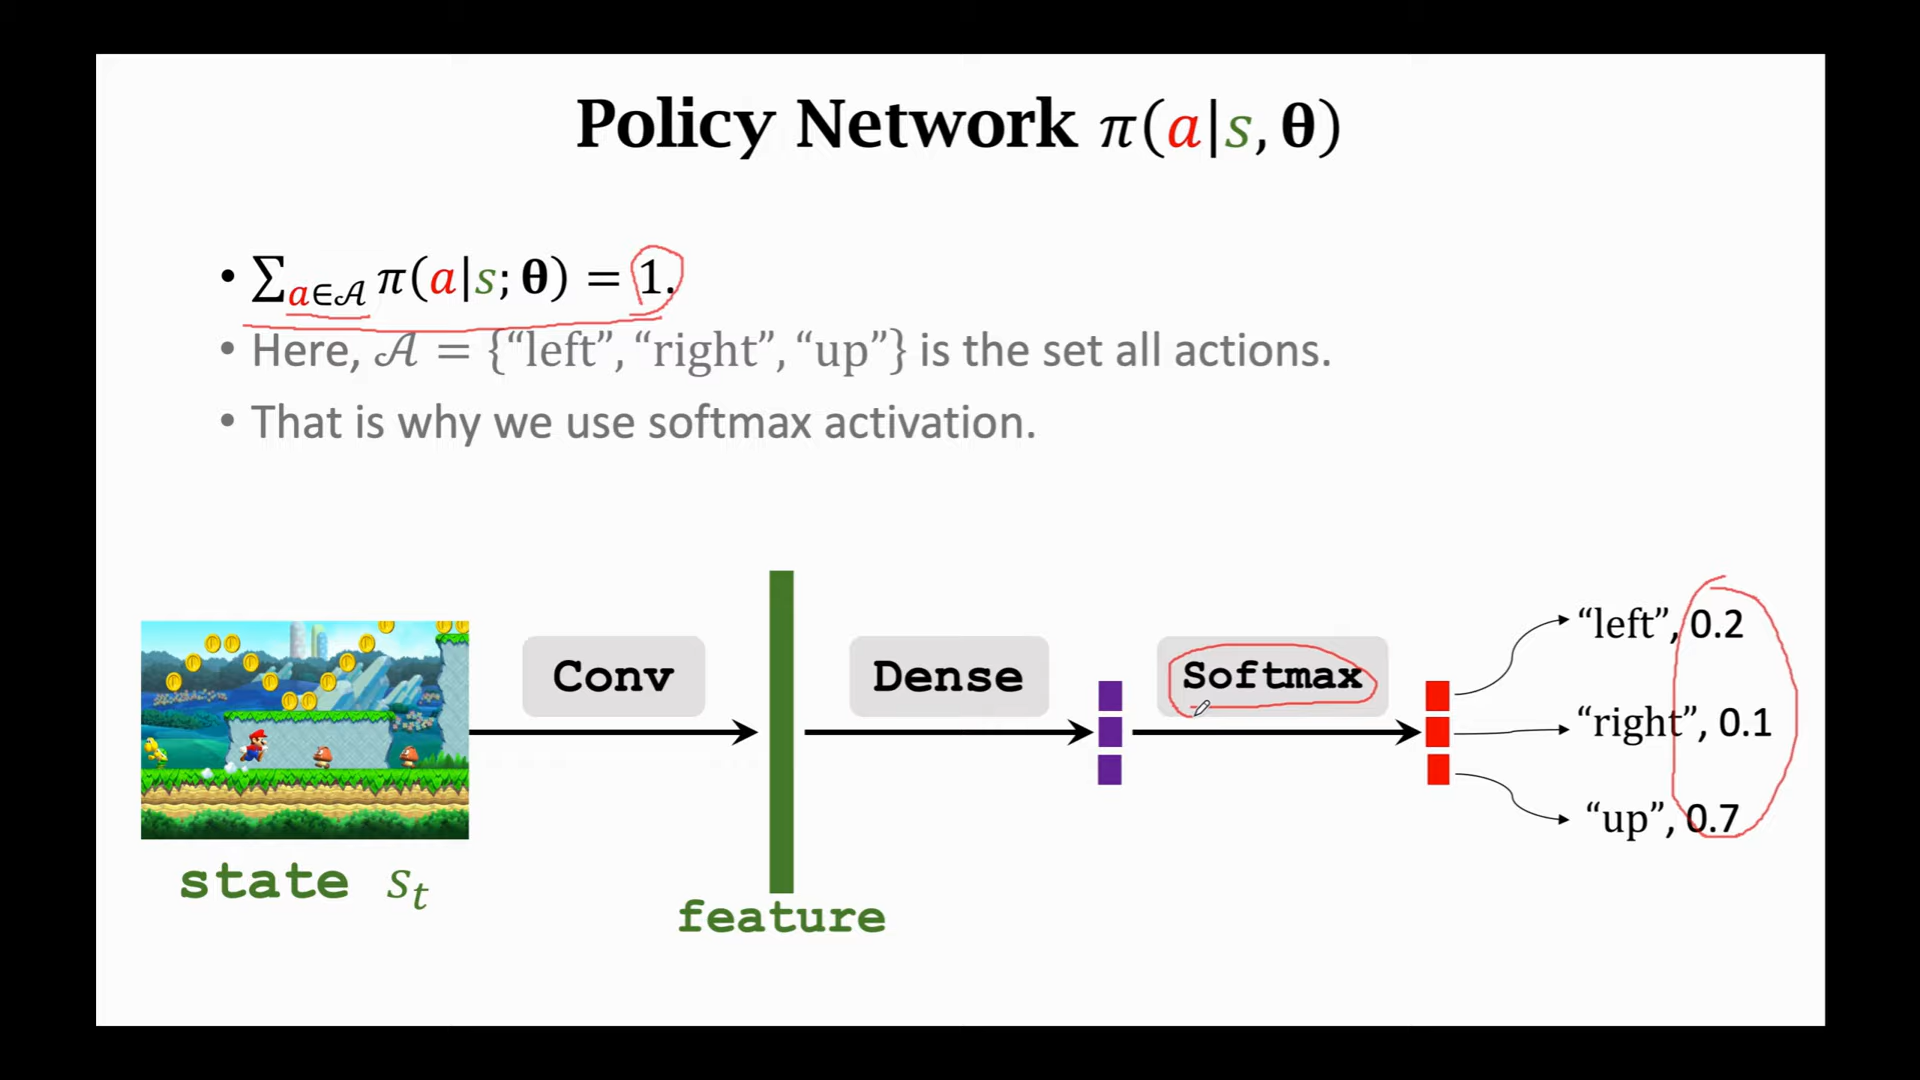 Policy Network π(a|s, θ)
• ∑a∈𝒜 π(a|s; θ) = 1.
• Here, 𝒜 = {“left”, “right”, “up”} is the set all actions.
• That is why we use softmax activation.
Conv
Dense
Softmax
“left”, 0.2
“right”, 0.1
“up”, 0.7
state sₜ
feature